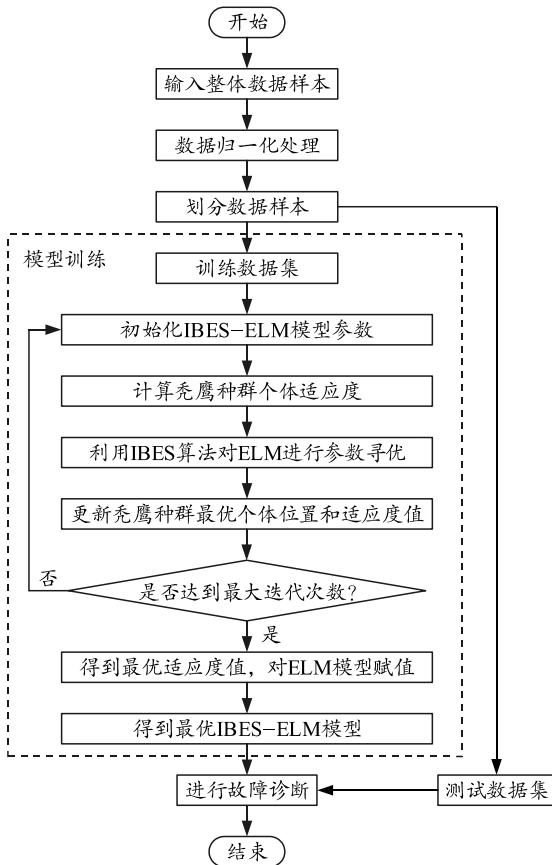 开始
输入整体数据样本
数据归一化处理
划分数据样本
模型训练
训练数据集
初始化IBES-ELM模型参数
计算秃鹰种群个体适应度
利用IBES算法对ELM进行参数寻优
更新秃鹰种群最优个体位置和适应度值
否
是否达到最大迭代次数?
是
得到最优适应度值，对ELM模型赋值
得到最优IBES-ELM模型
进行故障诊断
测试数据集
结束